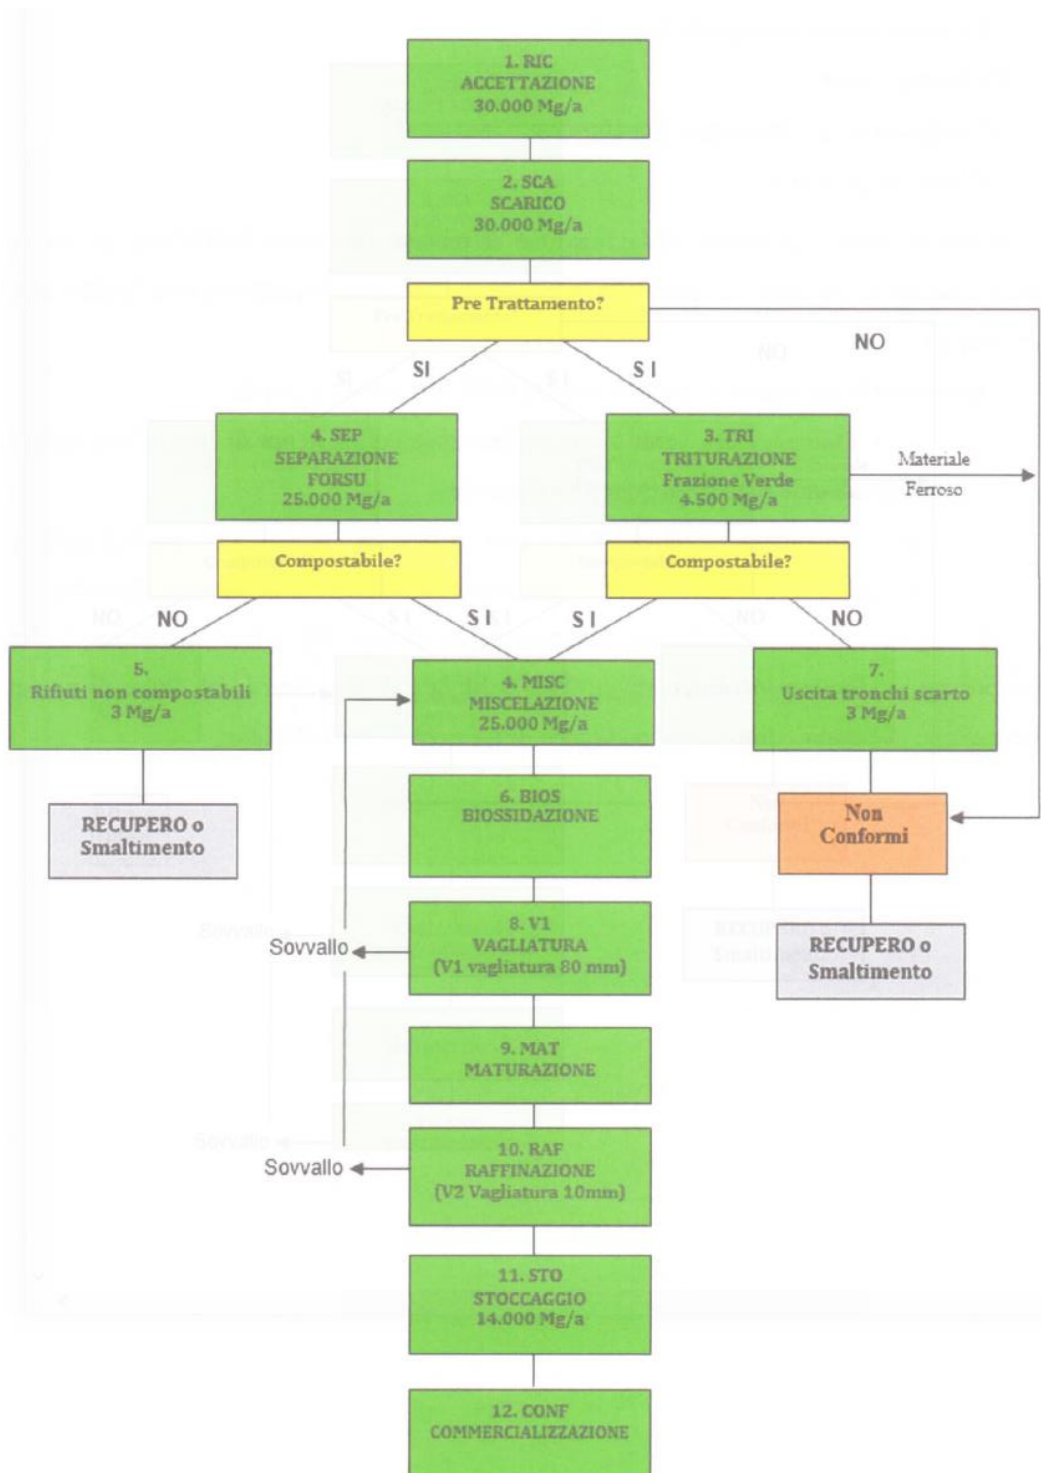 1. RIC
ACCETTAZIONE
30.000 Mg/a
2. SCA
SCARICO
30.000 Mg/a
Pre Trattamento?
NO
SI
S I
4. SEP
SEPARAZIONE
FORSU
25.000 Mg/a
3. TRI
TRITURAZIONE
Frazione Verde
4.500 Mg/a
Materiale
Ferroso
Compostabile?
Compostabile?
NO
S I
S I
NO
5.
Rifiuti non compostabili
3 Mg/a
4. MISC
MISCELAZIONE
25.000 Mg/a
7.
Uscita tronchi scarto
3 Mg/a
RECUPERO o
Smaltimento
6. BIOS
BIOSSIDAZIONE
Non
Conformi
8. V1
VAGLIATURA
(V1 vagliatura 80 mm)
Sovvallo
RECUPERO o
Smaltimento
9. MAT
MATURAZIONE
10. RAF
RAFFINAZIONE
(V2 Vagliatura 10mm)
Sovvallo
11. STO
STOCCAGGIO
14.000 Mg/a
12. CONF
COMMERCIALIZZAZIONE